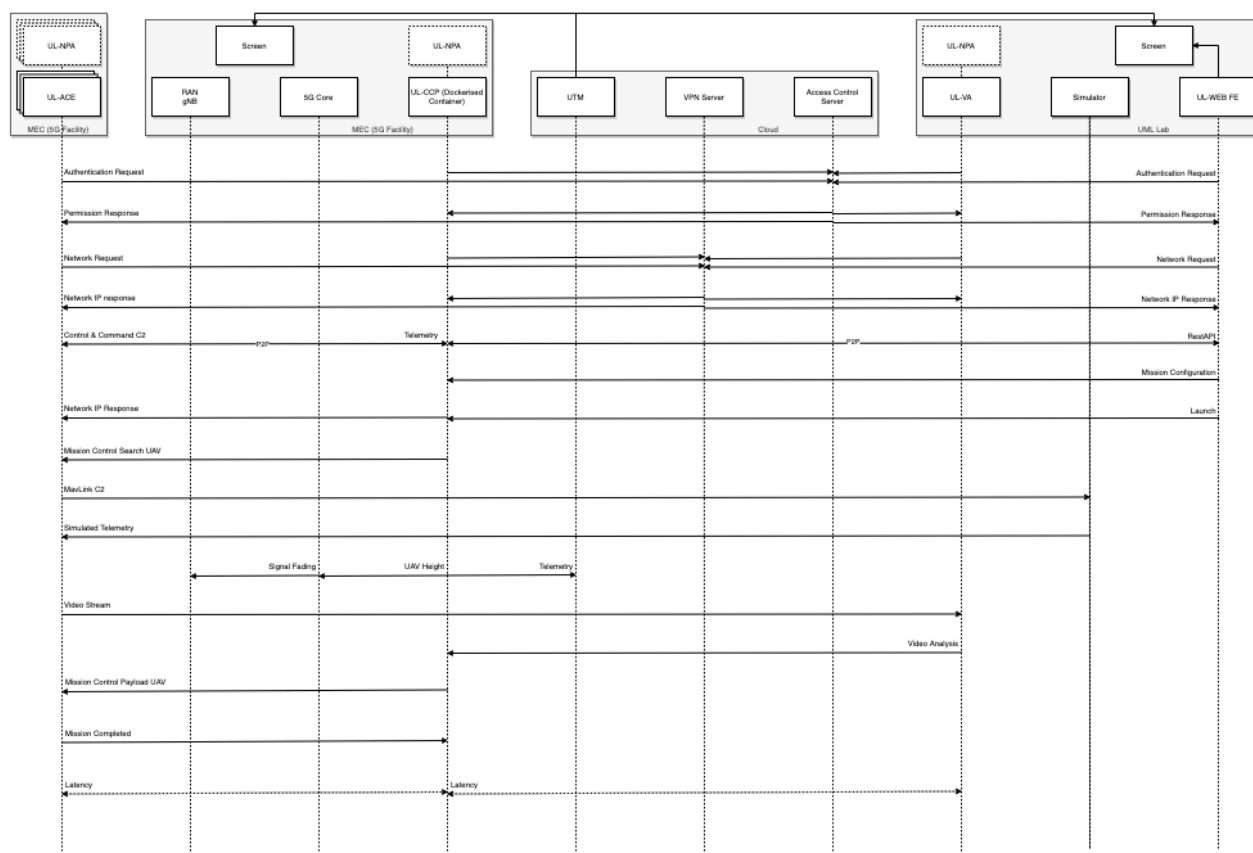 UL-NPA
Screen
UL-NPA
UL-NPA
Screen
UL-ACE
RAN
gNB
5G Core
UL-CCP (Dockerised
Container)
UTM
VPN Server
Access Control
Server
UL-VA
Simulator
UL-WEB FE
MEC (5G Facility)
MEC (5G Facility)
Cloud
UML Lab
Authentication Request
Authentication Request
Permission Response
Permission Response
Network Request
Network Request
Network IP response
Network IP Response
Control & Command C2
Telemetry
RestAPI
P2P
P2P
Mission Configuration
Network IP Response
Launch
Mission Control Search UAV
MavLink C2
Simulated Telemetry
Signal Fading
UAV Height
Telemetry
Video Stream
Video Analysis
Mission Control Payload UAV
Mission Completed
Latency
Latency